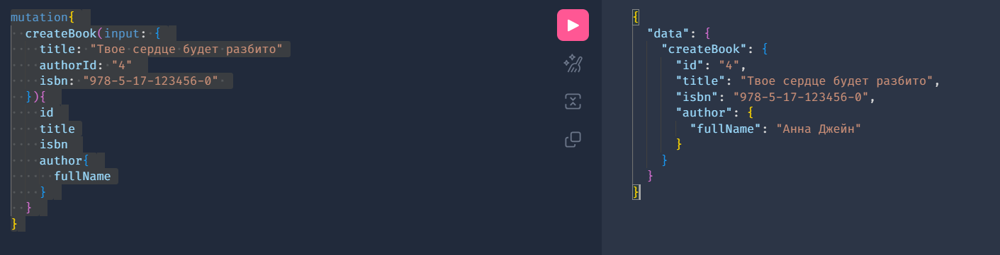 mutation{
  createBook(input: {
    title: "Твое сердце будет разбито"
    authorId: "4"
    isbn: "978-5-17-123456-0"
  }){
    id
    title
    isbn
    author{
      fullName
    }
  }
}
{
  "data": {
    "createBook": {
      "id": "4",
      "title": "Твое сердце будет разбито",
      "isbn": "978-5-17-123456-0",
      "author": {
        "fullName": "Анна Джейн"
      }
    }
  }
}